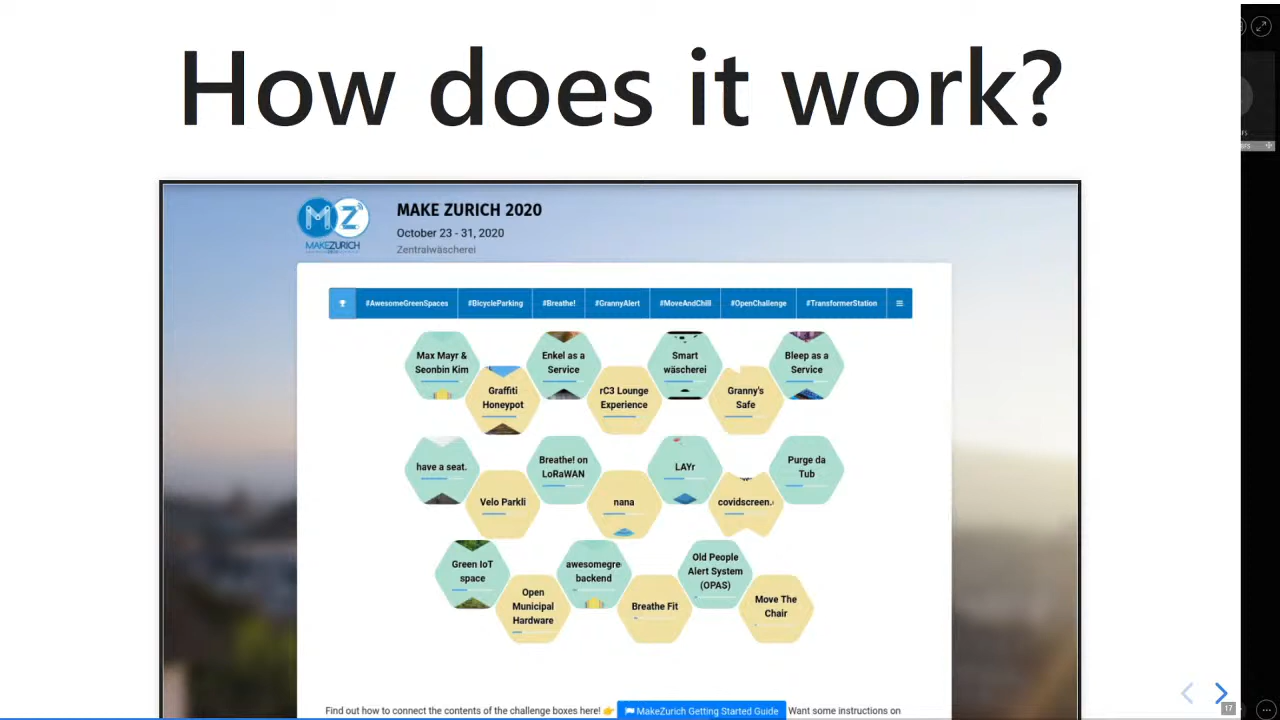 How does it work?
MZ
MAKEZURICH
MAKE ZURICH 2020
October 23 - 31, 2020
Zentralwäscherei
#AwesomeGreenSpaces
#BicycleParking
#Breathe!
#GrannyAlert
#MoveAndChill
#OpenChallenge
#TransformerStation
Max Mayr &
Seonbin Kim
Enkel as a
Service
Smart
wäscherei
Bleep as a
Service
Graffiti
Honeypot
rC3 Lounge
Experience
Granny's
Safe
have a seat.
Breathe! on
LoRaWAN
LAYr
Purge da
Tub
Velo Parkli
nana
covidscreen.
Green IoT
space
awesomegre
backend
Old People
Alert System
(OPAS)
Open
Municipal
Hardware
Breathe Fit
Move The
Chair
Find out how to connect the contents of the challenge boxes here! 👉 MakeZurich Getting Started Guide Want some instructions on
17